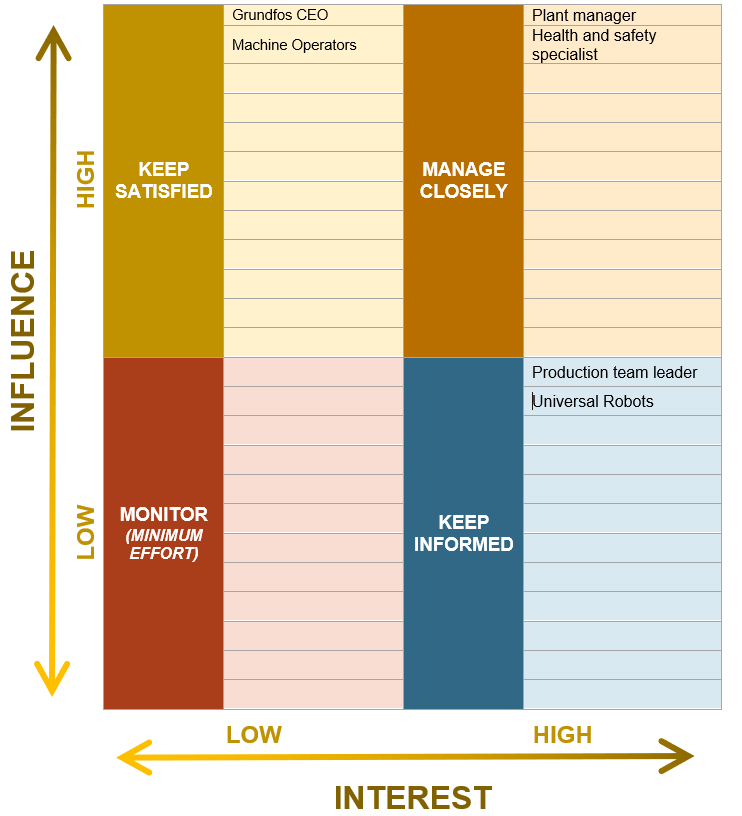 Grundfos CEO
Machine Operators
Plant manager
Health and safety
specialist
KEEP
SATISFIED
MANAGE
CLOSELY
HIGH
INFLUENCE
LOW
Production team leader
Universal Robots
MONITOR
(MINIMUM
EFFORT)
KEEP
INFORMED
LOW
HIGH
INTEREST